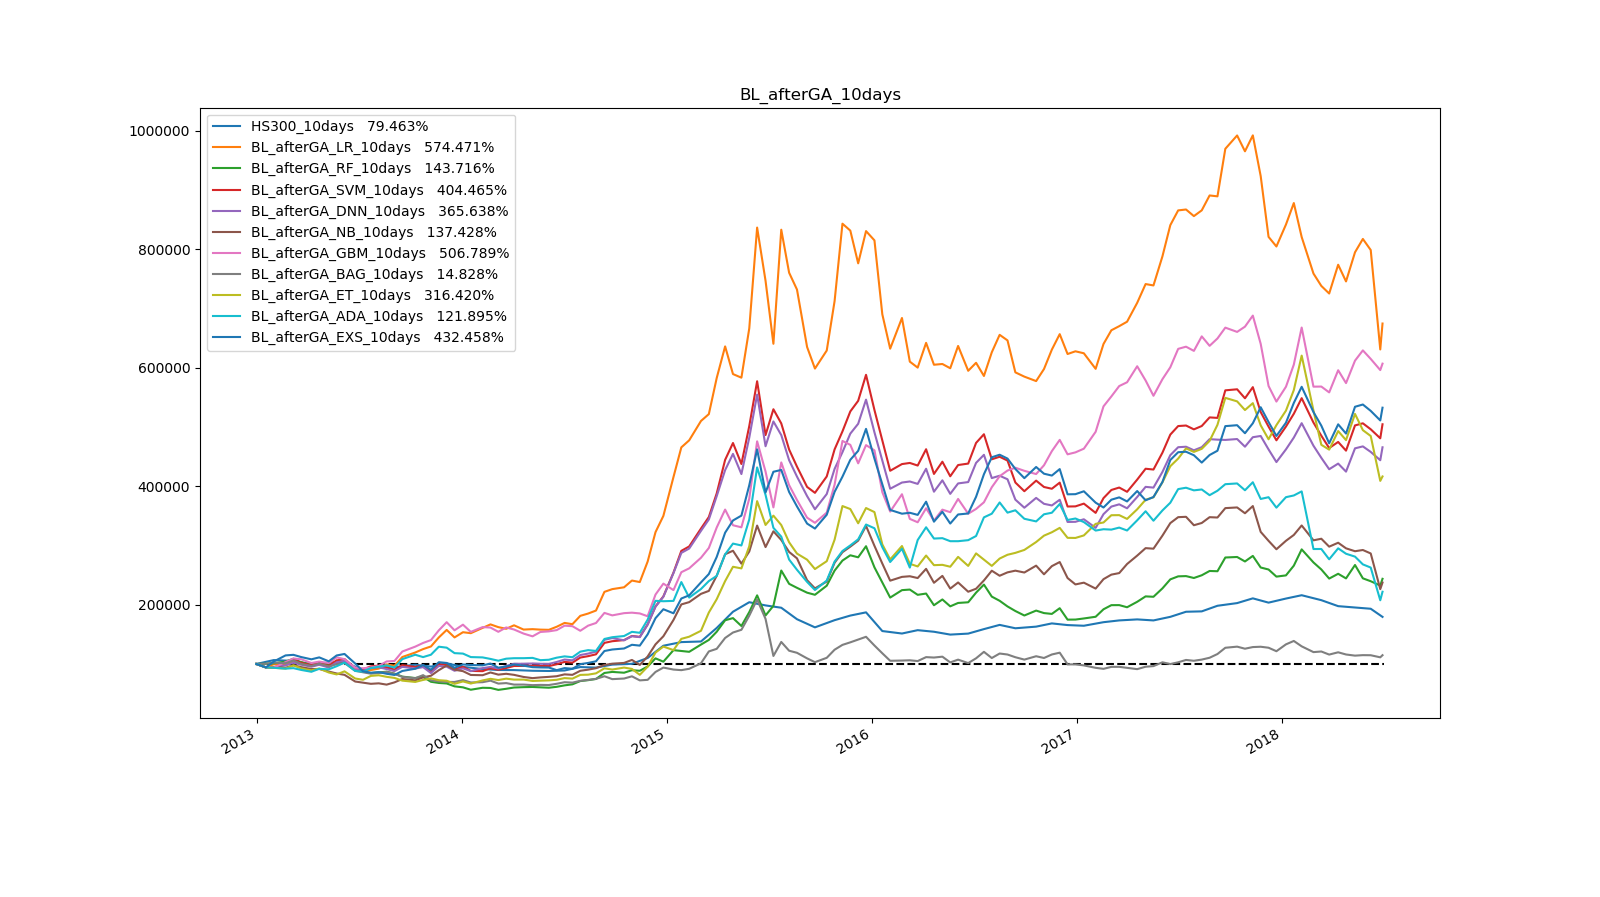 BL_afterGA_10days
1000000
800000
600000
400000
200000
HS300_10days 79.463%
BL_afterGA_LR_10days 574.471%
BL_afterGA_RF_10days 143.716%
BL_afterGA_SVM_10days 404.465%
BL_afterGA_DNN_10days 365.638%
BL_afterGA_NB_10days 137.428%
BL_afterGA_GBM_10days 506.789%
BL_afterGA_BAG_10days 14.828%
BL_afterGA_ET_10days 316.420%
BL_afterGA_ADA_10days 121.895%
BL_afterGA_EXS_10days 432.458%
2013 2014 2015 2016 2017 2018